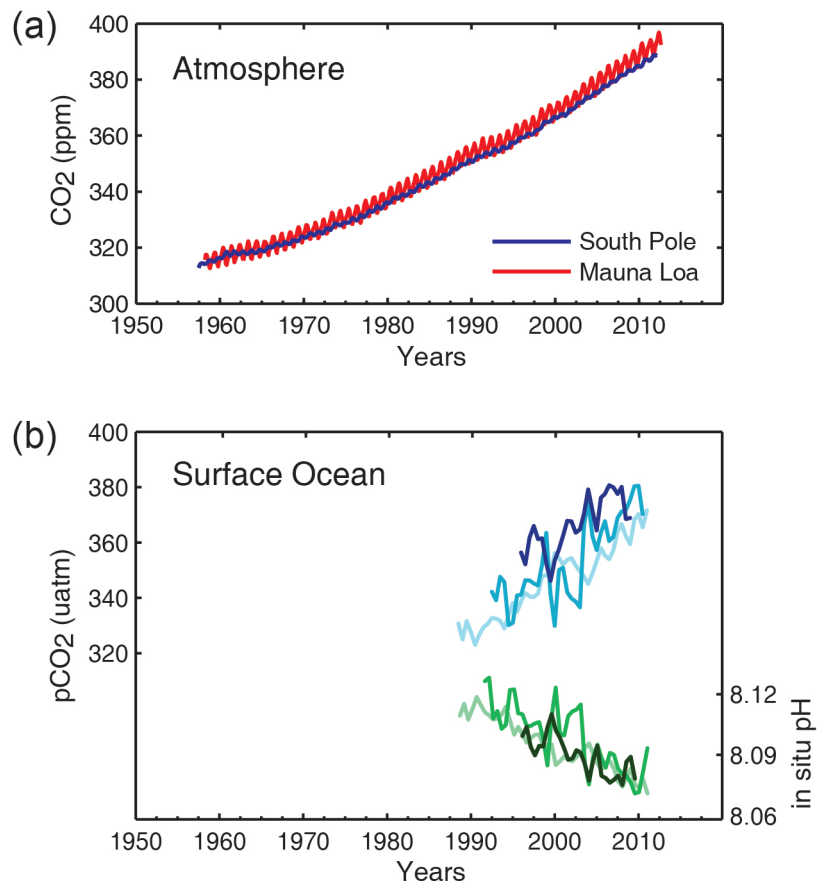 (a)
Atmosphere
CO2 (ppm)
400
380
360
340
320
300
South Pole
Mauna Loa
1950 1960 1970 1980 1990 2000 2010
Years
(b)
Surface Ocean
pCO2 (uatm)
400
380
360
340
320
8.12
8.09
8.06
in situ pH
1950 1960 1970 1980 1990 2000 2010
Years